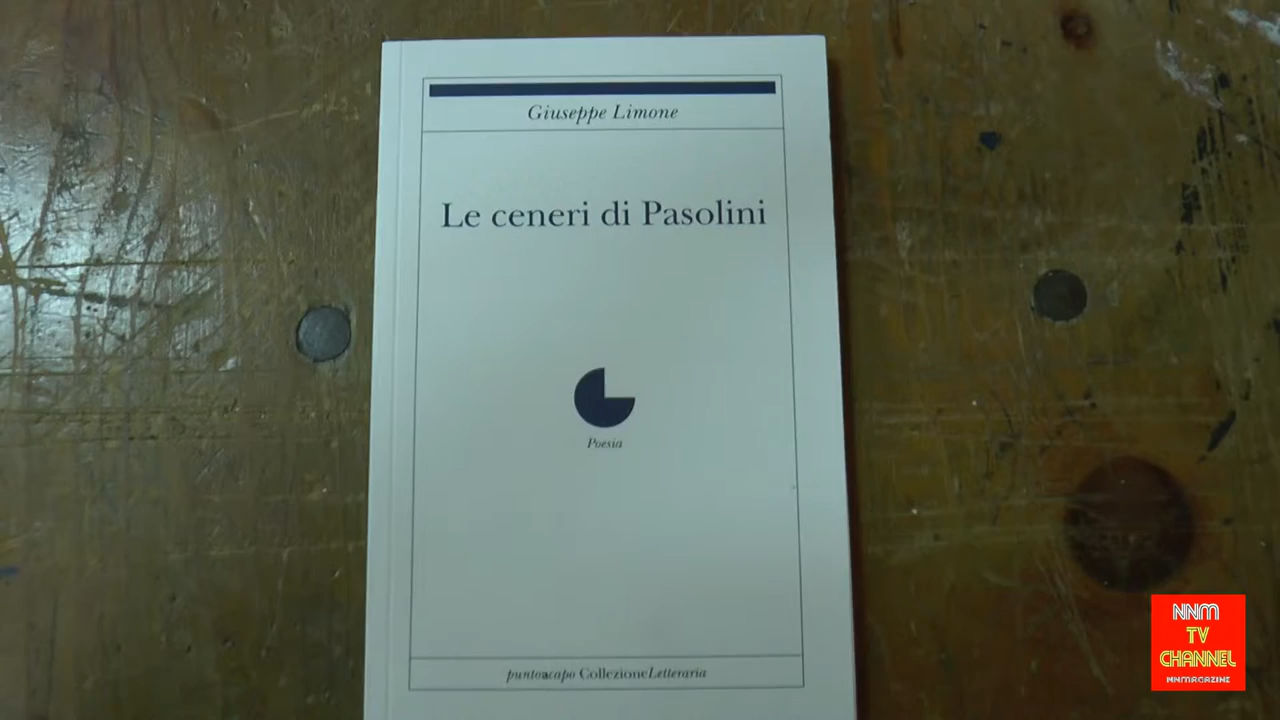 Giuseppe Limone
Le ceneri di Pasolini
Poesia
puntoacapo CollezioneLetteraria
NNM
TV
CHANNEL
NNMAGAZINE